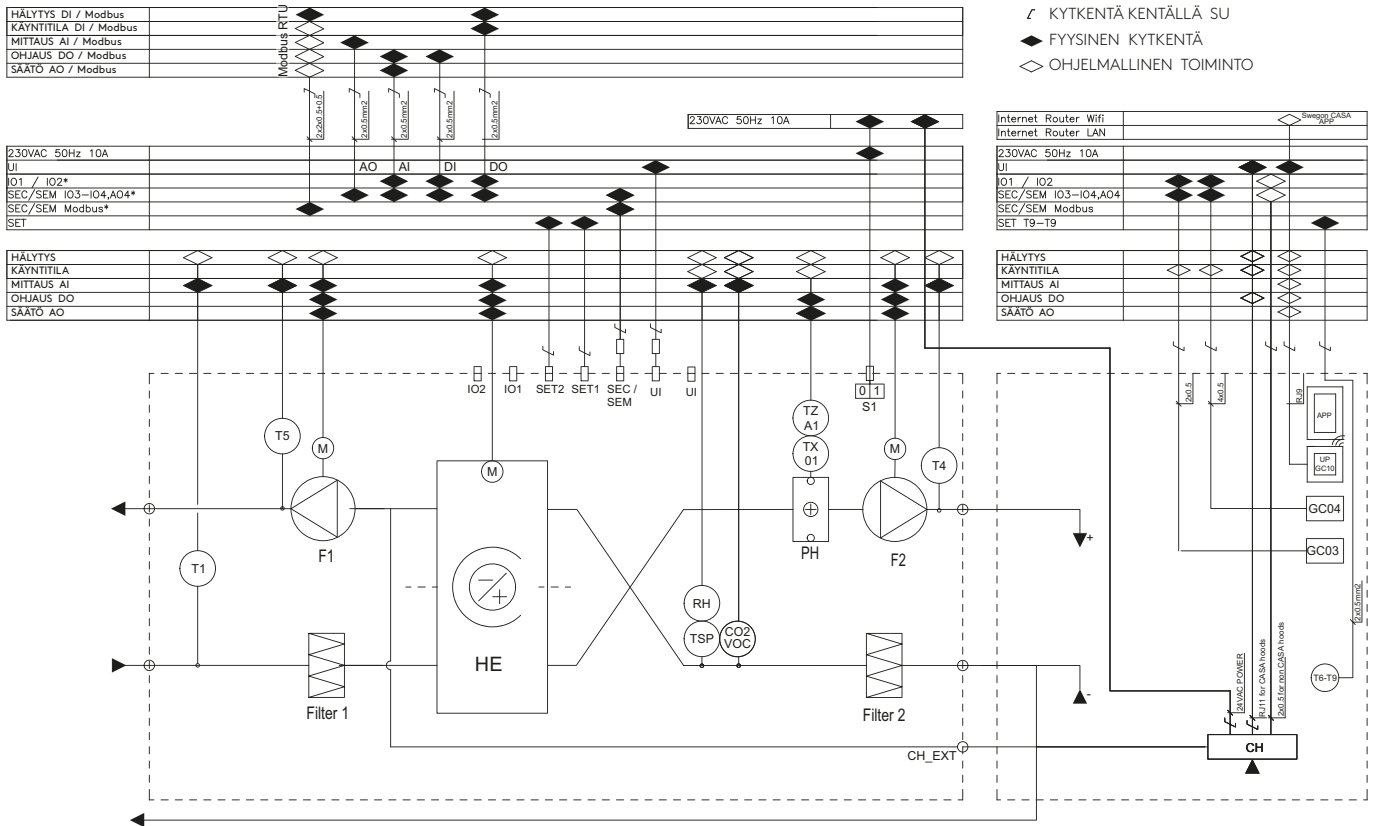 HÄLYTYS DI / Modbus
KÄYNTITILA DI / Modbus
MITTAUS AI / Modbus
OHJAUS DO / Modbus
SÄÄTÖ AO / Modbus
Modbus RTU
KYTKENTÄ KENTÄLLÄ SU
FYYSINEN KYTKENTÄ
OHJELMALLINEN TOIMINTO
2x2x0.5+0.5
2x0.5mm2
2x0.5mm2
2x0.5mm2
2x0.5mm2
230VAC 50Hz 10A
Internet Router Wifi
Internet Router LAN
Swegon CASA
APP
230VAC 50Hz 10A
UI
IO1 / IO2*
SEC/SEM IO3-IO4,AO4*
SEC/SEM Modbus*
SET
AO
AI
DI
DO
230VAC 50Hz 10A
UI
IO1 / IO2
SEC/SEM IO3-IO4,AO4
SEC/SEM Modbus
SET T9-T9
HÄLYTYS
KÄYNTITILA
MITTAUS AI
OHJAUS DO
SÄÄTÖ AO
HÄLYTYS
KÄYNTITILA
MITTAUS AI
OHJAUS DO
SÄÄTÖ AO
IO2
IO1
SET2
SET1
SEC /
SEM
UI
UI
0 1
S1
2x0.5
4x0.5
RJ9
APP
UP
GC10
GC04
GC03
T5
M
M
TZ
A1
TX
01
M
T4
F1
PH
F2
T1
HE
RH
TSP
CO2
VOC
Filter 1
Filter 2
+
-
2x0.5mm2
T6-T9
24VAC POWER
RJ11 for CASA hoods
2x0.5 for non CASA hoods
CH_EXT
CH